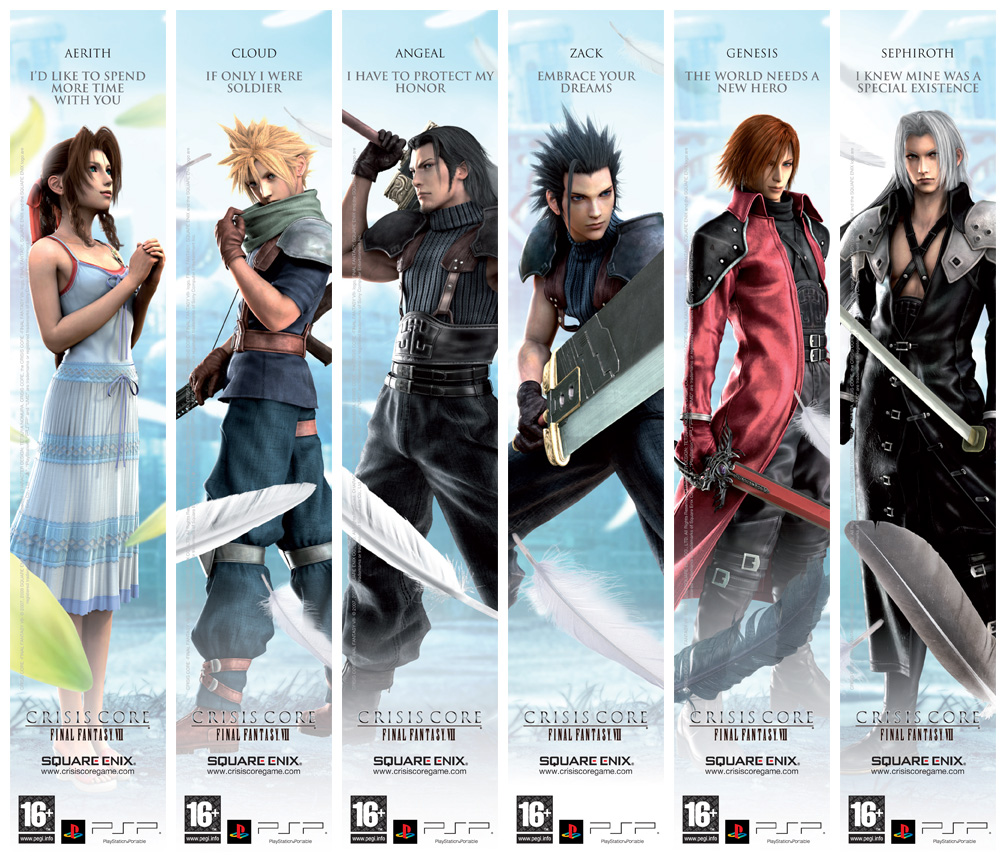 AERITH
I'D LIKE TO SPEND
MORE TIME
WITH YOU
CRISIS CORE
FINAL FANTASY VII
SQUARE ENIX®
www.crisiscoregame.com
16+
www.pegi.info
PSP
PlayStation Portable
CLOUD
IF ONLY I WERE
SOLDIER
CRISIS CORE
FINAL FANTASY VII
SQUARE ENIX®
www.crisiscoregame.com
16+
www.pegi.info
PSP
PlayStation Portable
ANGEAL
I HAVE TO PROTECT MY
HONOR
CRISIS CORE
FINAL FANTASY VII
SQUARE ENIX®
www.crisiscoregame.com
16+
www.pegi.info
PSP
PlayStation Portable
ZACK
EMBRACE YOUR
DREAMS
CRISIS CORE
FINAL FANTASY VII
SQUARE ENIX®
www.crisiscoregame.com
16+
www.pegi.info
PSP
PlayStation Portable
GENESIS
THE WORLD NEEDS A
NEW HERO
CRISIS CORE
FINAL FANTASY VII
SQUARE ENIX®
www.crisiscoregame.com
16+
www.pegi.info
PSP
PlayStation Portable
SEPHIROTH
I KNEW MINE WAS A
SPECIAL EXISTENCE
CRISIS CORE
FINAL FANTASY VII
SQUARE ENIX®
www.crisiscoregame.com
16+
www.pegi.info
PSP
PlayStation Portable